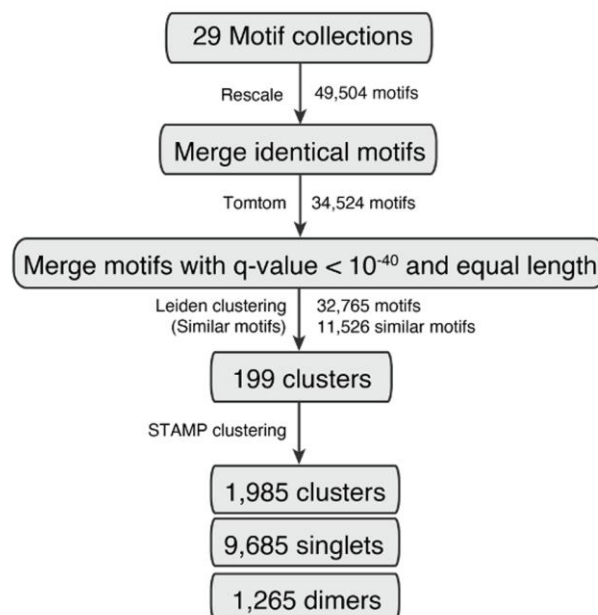 29 Motif collections
Rescale 49,504 motifs
Merge identical motifs
Tomtom 34,524 motifs
Merge motifs with q-value < 10⁻⁴⁰ and equal length
Leiden clustering 32,765 motifs
(Similar motifs) 11,526 similar motifs
199 clusters
STAMP clustering
1,985 clusters
9,685 singlets
1,265 dimers